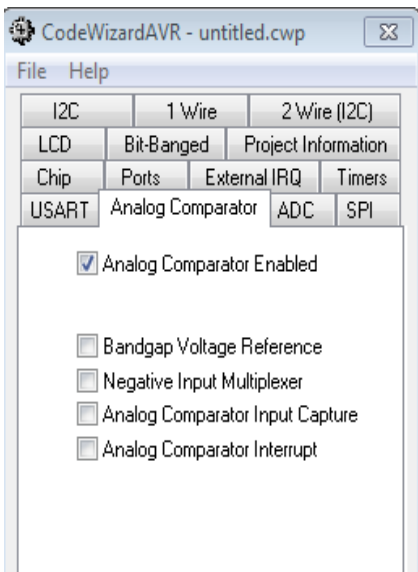 CodeWizardAVR - untitled.cwp
File Help
I2C 1 Wire 2 Wire (I2C)
LCD Bit-Banged Project Information
Chip Ports External IRQ Timers
USART Analog Comparator ADC SPI
Analog Comparator Enabled
Bandgap Voltage Reference
Negative Input Multiplexer
Analog Comparator Input Capture
Analog Comparator Interrupt